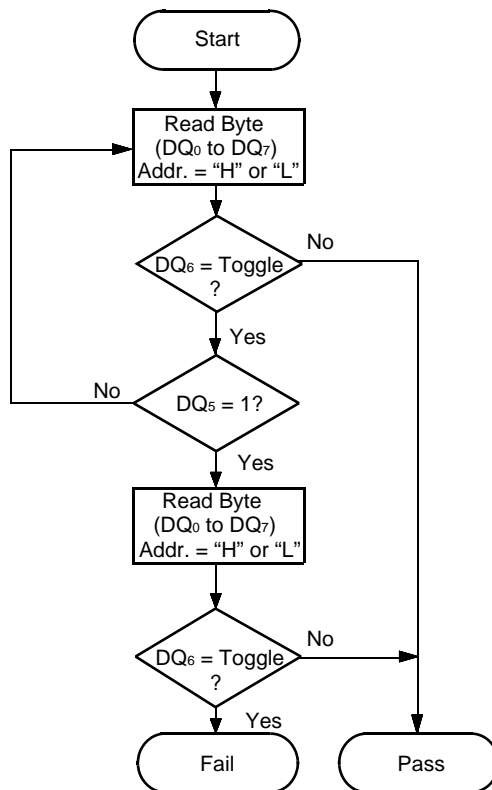 Start
Read Byte
(DQ0 to DQ7)
Addr. = “H” or “L”
No
DQ6 = Toggle
?
Yes
No
DQ5 = 1?
Yes
Read Byte
(DQ0 to DQ7)
Addr. = “H” or “L”
No
DQ6 = Toggle
?
Yes
Fail
Pass